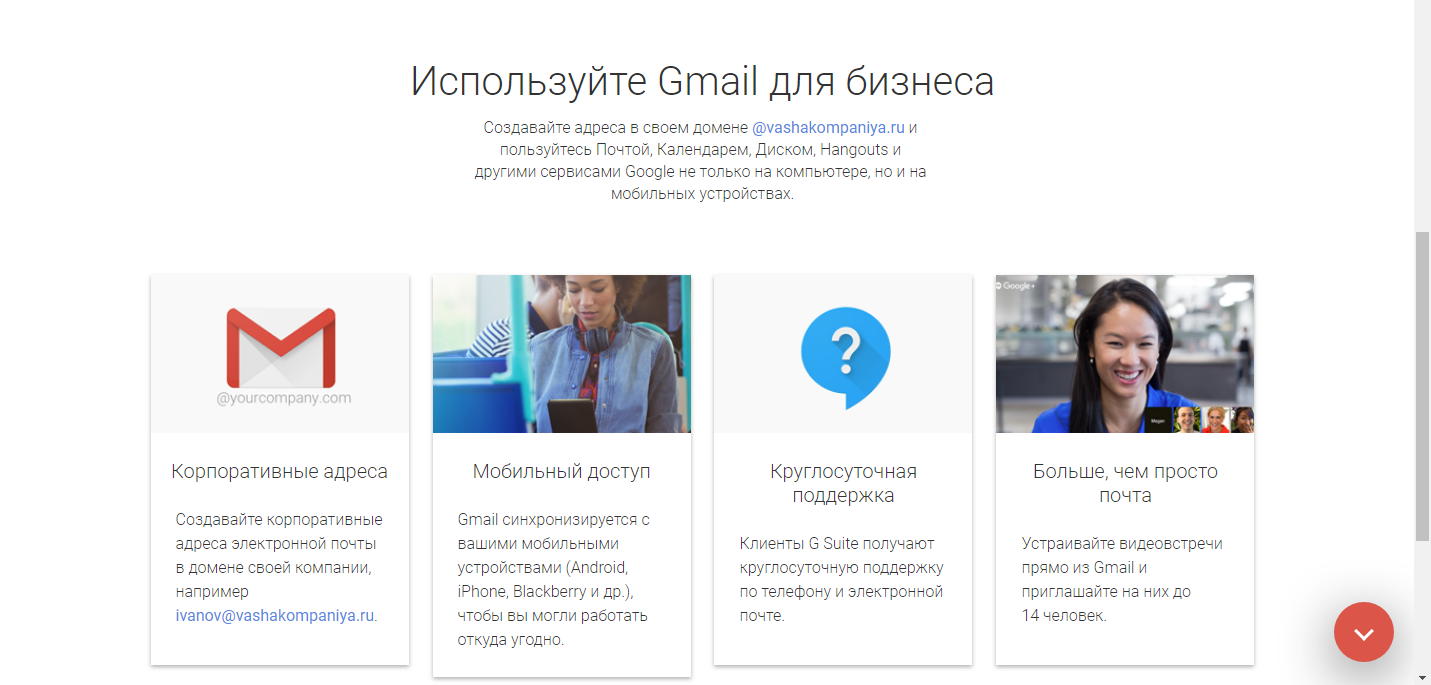 Используйте Gmail для бизнеса
Создавайте адреса в своем домене @vashakompaniya.ru и
пользуйтесь Почтой, Календарем, Диском, Hangouts и
другими сервисами Google не только на компьютере, но и на
мобильных устройствах.
@yourcompany.com
?
Google+
Megan
Корпоративные адреса
Создавайте корпоративные
адреса электронной почты
в домене своей компании,
например
ivanov@vashakompaniya.ru.
Мобильный доступ
Gmail синхронизируется с
вашими мобильными
устройствами (Android,
iPhone, Blackberry и др.),
чтобы вы могли работать
откуда угодно.
Круглосуточная
поддержка
Клиенты G Suite получают
круглосуточную поддержку
по телефону и электронной
почте.
Больше, чем просто
почта
Устраивайте видеовстречи
прямо из Gmail и
приглашайте на них до
14 человек.